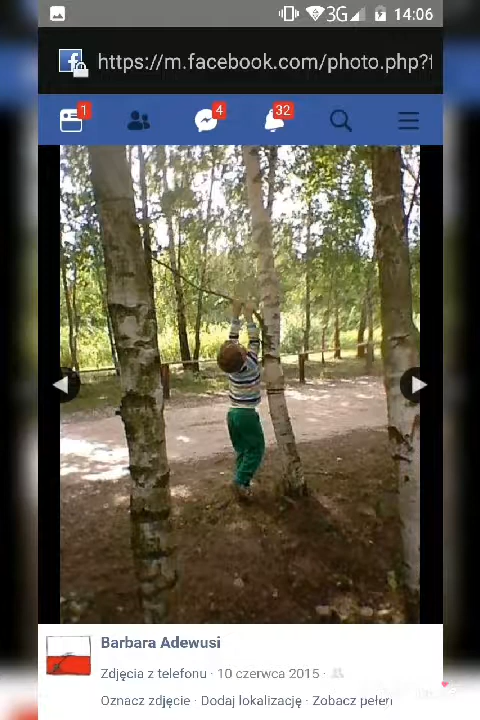 3G 14:06
https://m.facebook.com/photo.php?f
1 4 32
Barbara Adewusi
Zdjęcia z telefonu · 10 czerwca 2015 ·
Oznacz zdjęcie · Dodaj lokalizację · Zobacz pełen